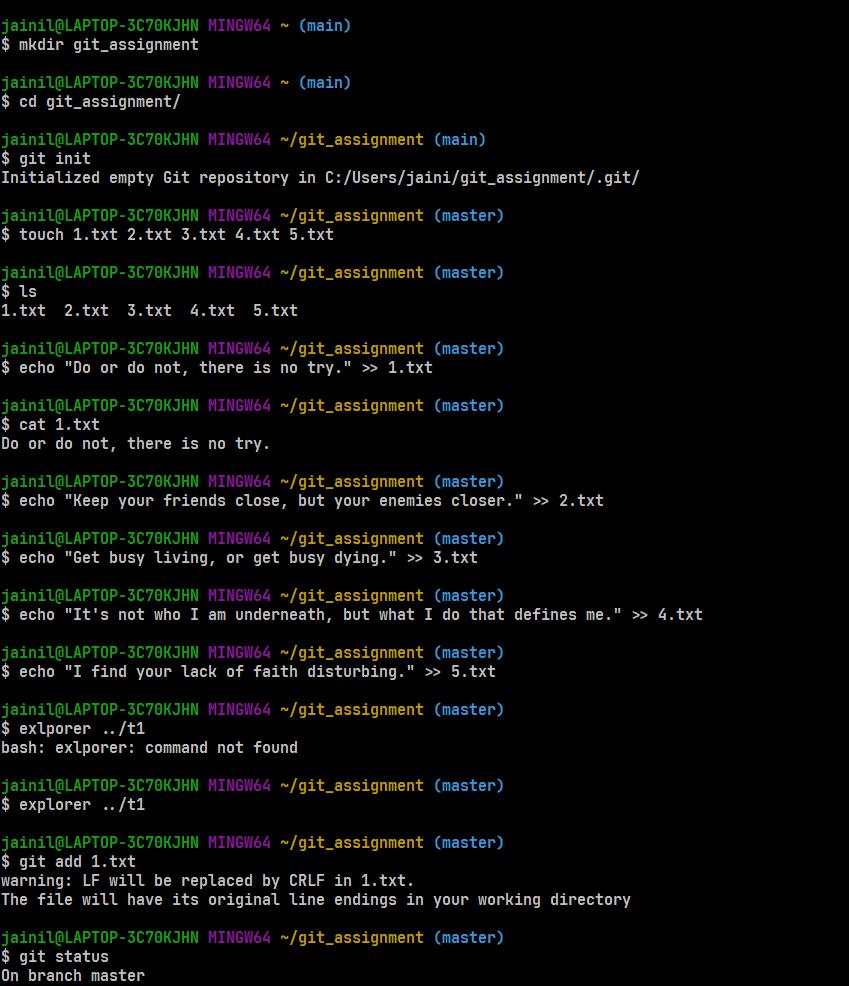 jainil@LAPTOP-3C70KJHN MINGW64 ~ (main)
$ mkdir git_assignment
jainil@LAPTOP-3C70KJHN MINGW64 ~ (main)
$ cd git_assignment/
jainil@LAPTOP-3C70KJHN MINGW64 ~/git_assignment (main)
$ git init
Initialized empty Git repository in C:/Users/jaini/git_assignment/.git/
jainil@LAPTOP-3C70KJHN MINGW64 ~/git_assignment (master)
$ touch 1.txt 2.txt 3.txt 4.txt 5.txt
jainil@LAPTOP-3C70KJHN MINGW64 ~/git_assignment (master)
$ ls
1.txt  2.txt  3.txt  4.txt  5.txt
jainil@LAPTOP-3C70KJHN MINGW64 ~/git_assignment (master)
$ echo "Do or do not, there is no try." >> 1.txt
jainil@LAPTOP-3C70KJHN MINGW64 ~/git_assignment (master)
$ cat 1.txt
Do or do not, there is no try.
jainil@LAPTOP-3C70KJHN MINGW64 ~/git_assignment (master)
$ echo "Keep your friends close, but your enemies closer." >> 2.txt
jainil@LAPTOP-3C70KJHN MINGW64 ~/git_assignment (master)
$ echo "Get busy living, or get busy dying." >> 3.txt
jainil@LAPTOP-3C70KJHN MINGW64 ~/git_assignment (master)
$ echo "It's not who I am underneath, but what I do that defines me." >> 4.txt
jainil@LAPTOP-3C70KJHN MINGW64 ~/git_assignment (master)
$ echo "I find your lack of faith disturbing." >> 5.txt
jainil@LAPTOP-3C70KJHN MINGW64 ~/git_assignment (master)
$ exlporer ../t1
bash: exlporer: command not found
jainil@LAPTOP-3C70KJHN MINGW64 ~/git_assignment (master)
$ explorer ../t1
jainil@LAPTOP-3C70KJHN MINGW64 ~/git_assignment (master)
$ git add 1.txt
warning: LF will be replaced by CRLF in 1.txt.
The file will have its original line endings in your working directory
jainil@LAPTOP-3C70KJHN MINGW64 ~/git_assignment (master)
$ git status
On branch master